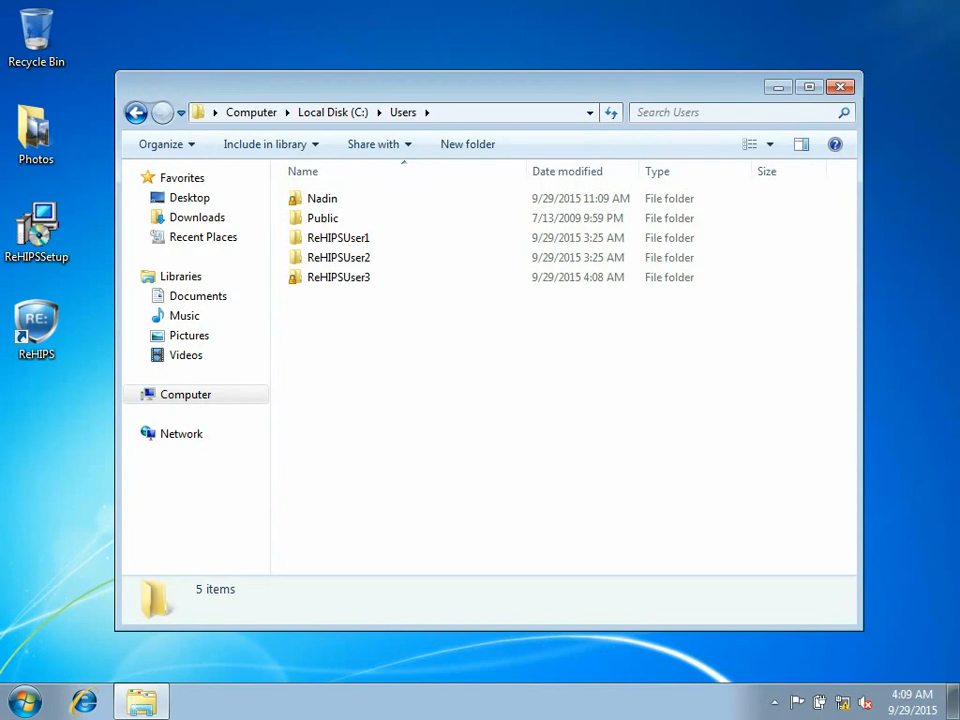 Recycle Bin
Photos
ReHIPSSetup
RE:
ReHIPS
Computer Local Disk (C:) Users
Search Users
Organize Include in library Share with New folder
Favorites
Desktop
Downloads
Recent Places
Libraries
Documents
Music
Pictures
Videos
Computer
Network
Name Date modified Type Size
Nadin 9/29/2015 11:09 AM File folder
Public 7/13/2009 9:59 PM File folder
ReHIPSUser1 9/29/2015 3:25 AM File folder
ReHIPSUser2 9/29/2015 3:25 AM File folder
ReHIPSUser3 9/29/2015 4:08 AM File folder
5 items
4:09 AM
9/29/2015